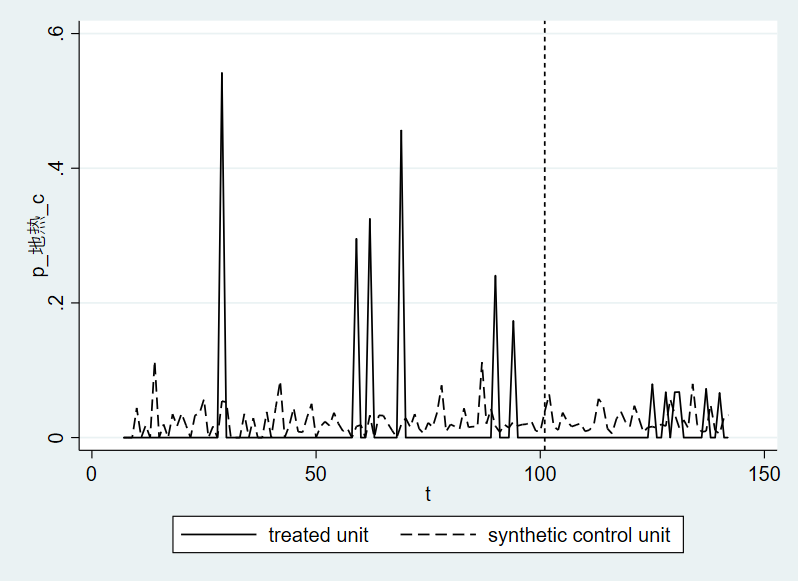 .6
.4
.2
0
p_地热_c
0
50
100
150
t
treated unit
synthetic control unit